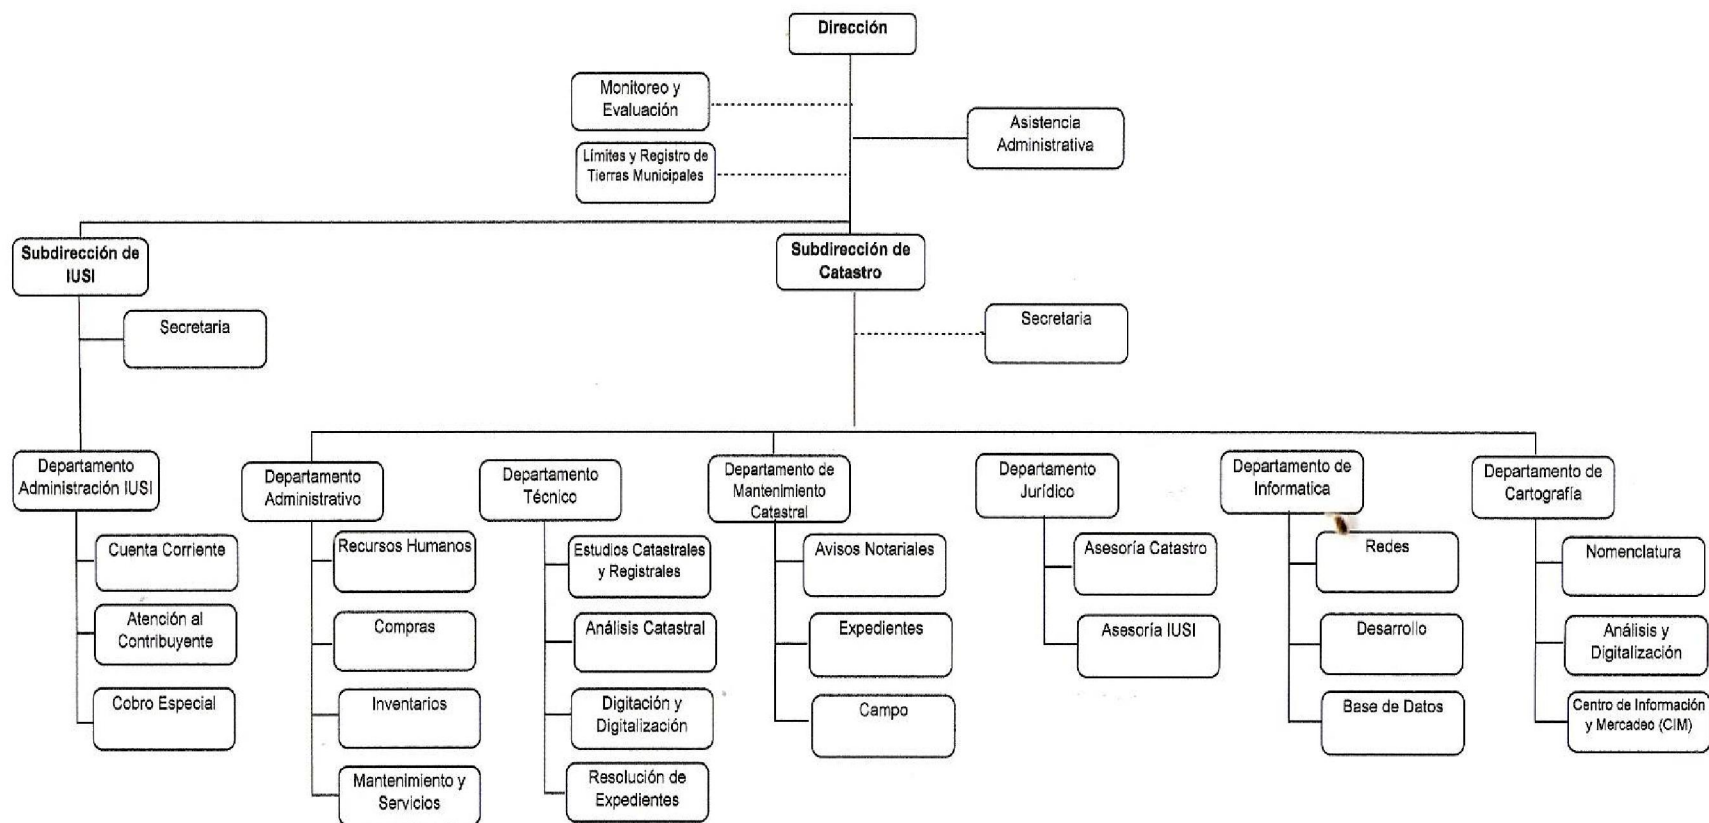 Dirección
Monitoreo y
Evaluación
Asistencia
Administrativa
Límites y Registro de
Tierras Municipales
Subdirección de
IUSI
Subdirección de
Catastro
Secretaria
Secretaria
Departamento
Administración IUSI
Cuenta Corriente
Atención al
Contribuyente
Cobro Especial
Departamento
Administrativo
Recursos Humanos
Compras
Inventarios
Mantenimiento y
Servicios
Departamento
Técnico
Estudios Catastrales
y Registrales
Análisis Catastral
Digitación y
Digitalización
Resolución de
Expedientes
Departamento de
Mantenimiento
Catastral
Avisos Notariales
Expedientes
Campo
Departamento
Jurídico
Asesoría Catastro
Asesoría IUSI
Departamento de
Informatica
Redes
Desarrollo
Base de Datos
Departamento de
Cartografía
Nomenclatura
Análisis y
Digitalización
Centro de Información
y Mercadeo (CIM)